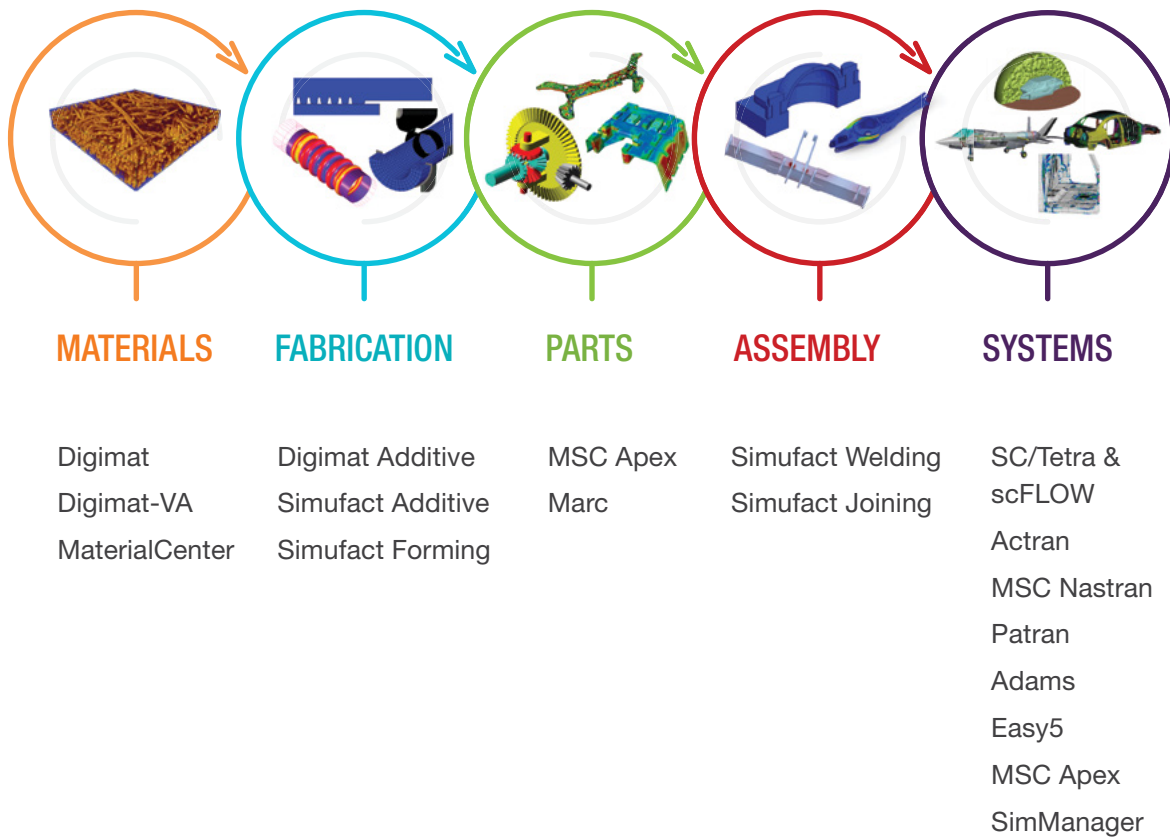 MATERIALS
Digimat
Digimat-VA
MaterialCenter
FABRICATION
Digimat Additive
Simufact Additive
Simufact Forming
PARTS
MSC Apex
Marc
ASSEMBLY
Simufact Welding
Simufact Joining
SYSTEMS
SC/Tetra &
scFLOW
Actran
MSC Nastran
Patran
Adams
Easy5
MSC Apex
SimManager